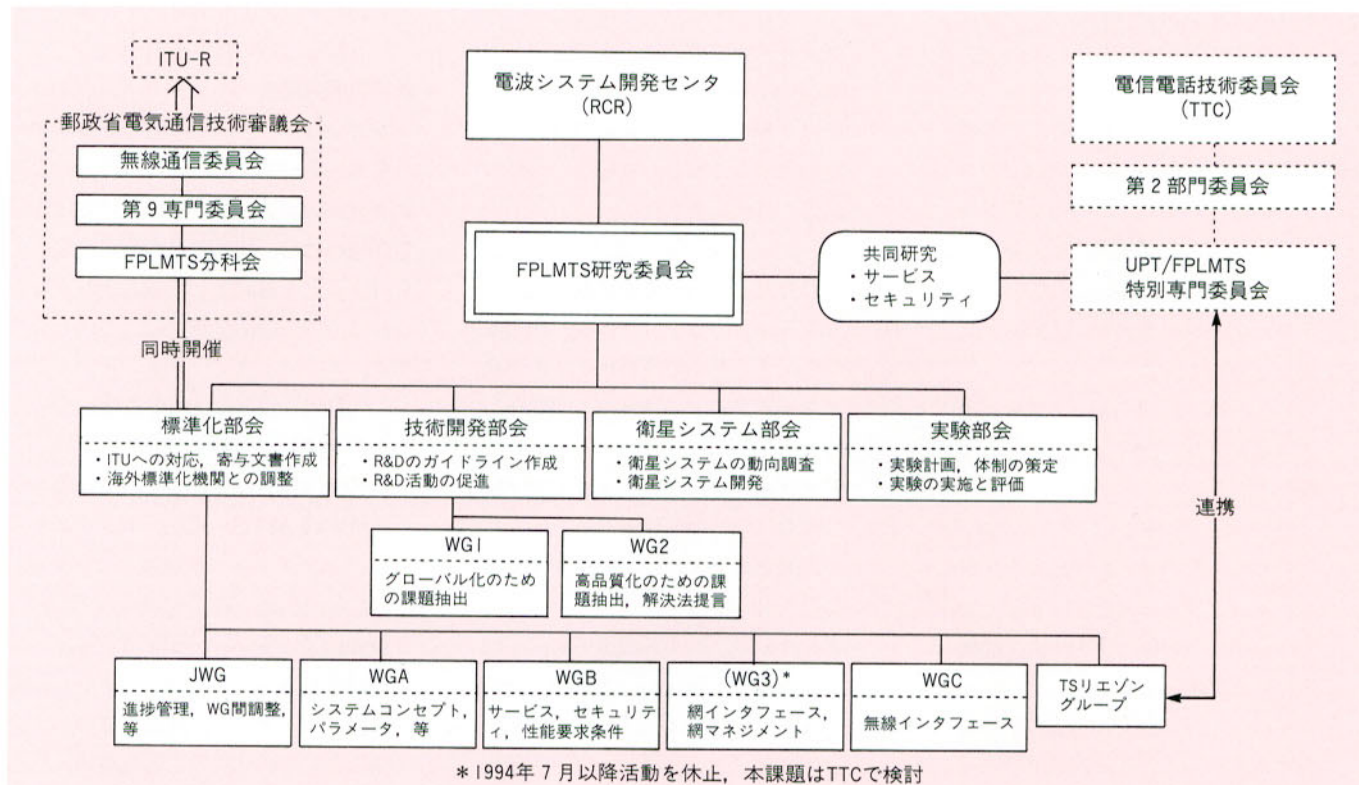 ITU-R
郵政省電気通信技術審議会
無線通信委員会
第9専門委員会
FPLMTS分科会
同時開催
電波システム開発センタ
(RCR)
FPLMTS研究委員会
共同研究
・サービス
・セキュリティ
電信電話技術委員会
(TTC)
第2部門委員会
UPT/FPLMTS
特別専門委員会
連携
標準化部会
・ITUへの対応，寄与文書作成
・海外標準化機関との調整
技術開発部会
・R&Dのガイドライン作成
・R&D活動の促進
衛星システム部会
・衛星システムの動向調査
・衛星システム開発
実験部会
・実験計画，体制の策定
・実験の実施と評価
WG1
グローバル化のため
の課題抽出
WG2
高品質化のための課
題抽出，解決法提言
JWG
進捗管理，WG間調整，
等
WGA
システムコンセプト，
パラメータ，等
WGB
サービス，セキュリテ
ィ，性能要求条件
(WG3)*
網インタフェース，
網マネジメント
WGC
無線インタフェース
TSリエゾン
グループ
*1994年7月以降活動を休止，本課題はTTCで検討